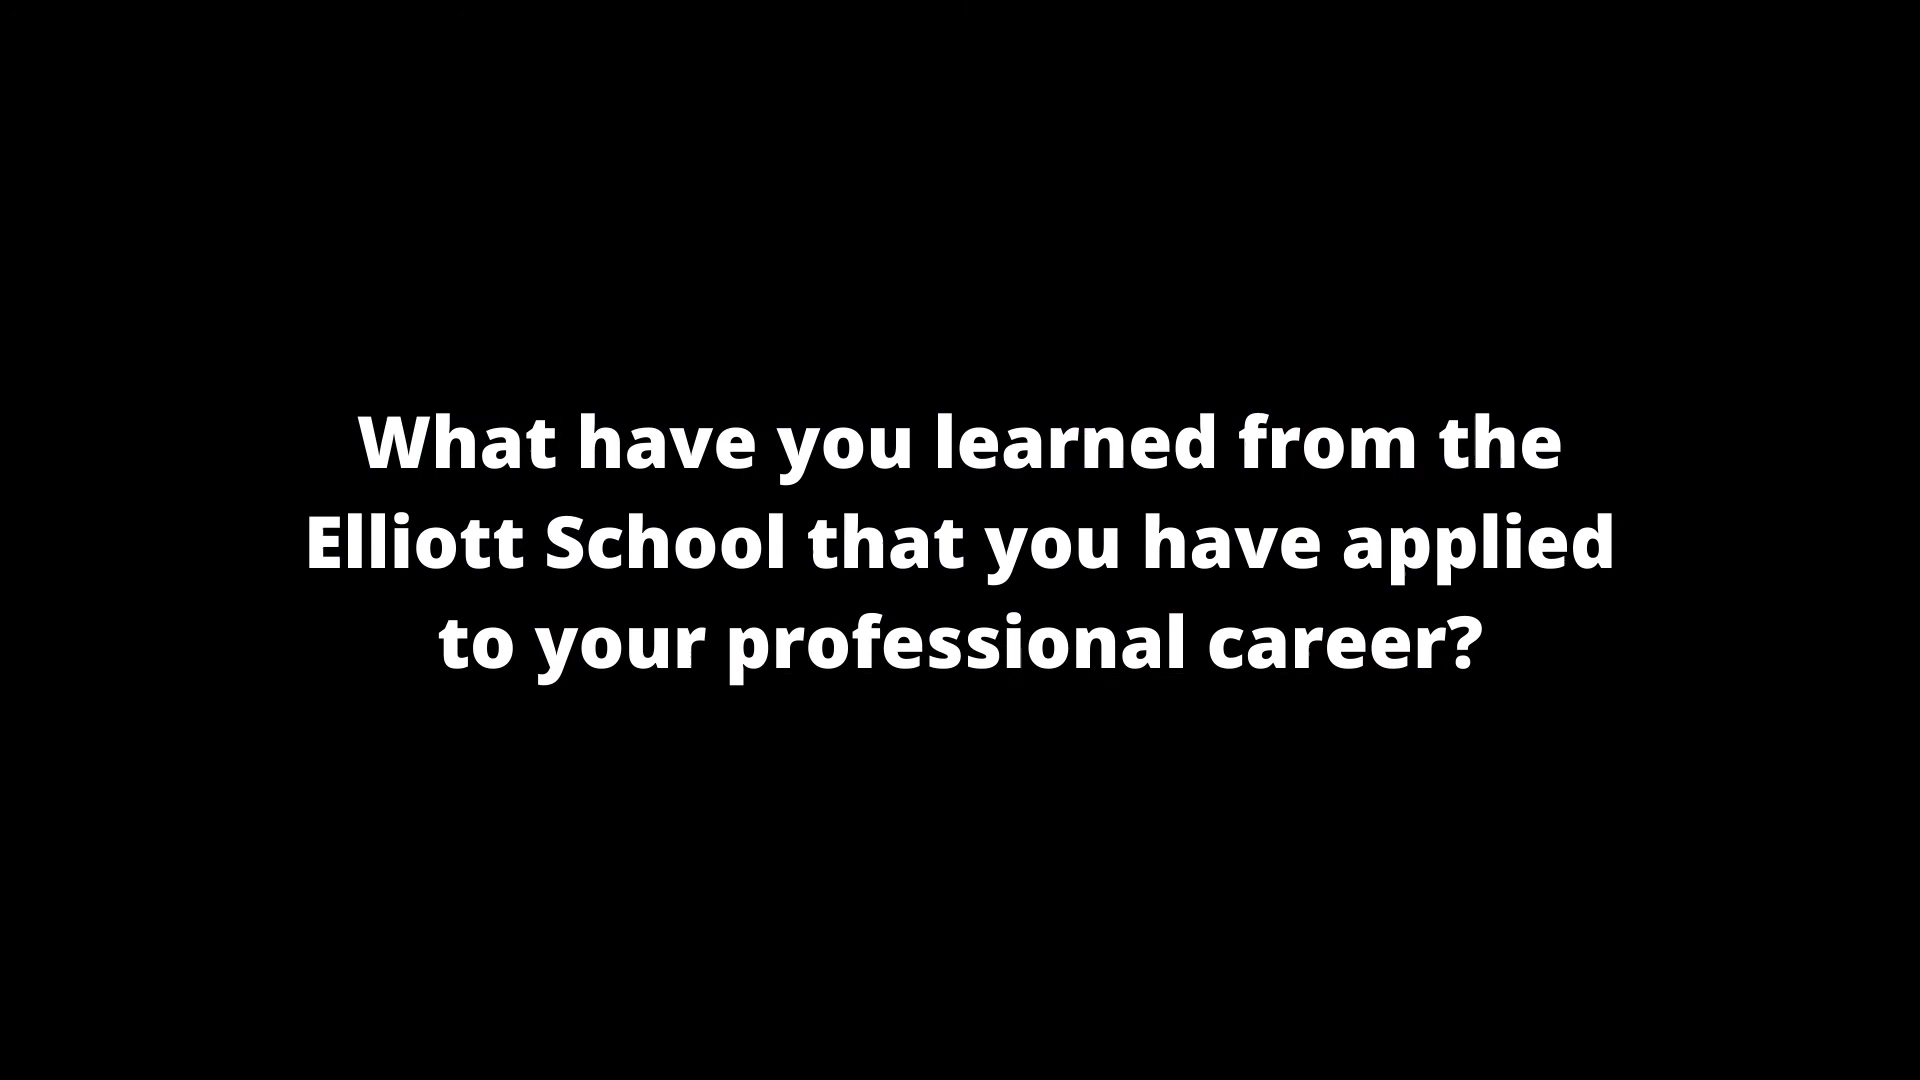 What have you learned from the
Elliott School that you have applied
to your professional career?